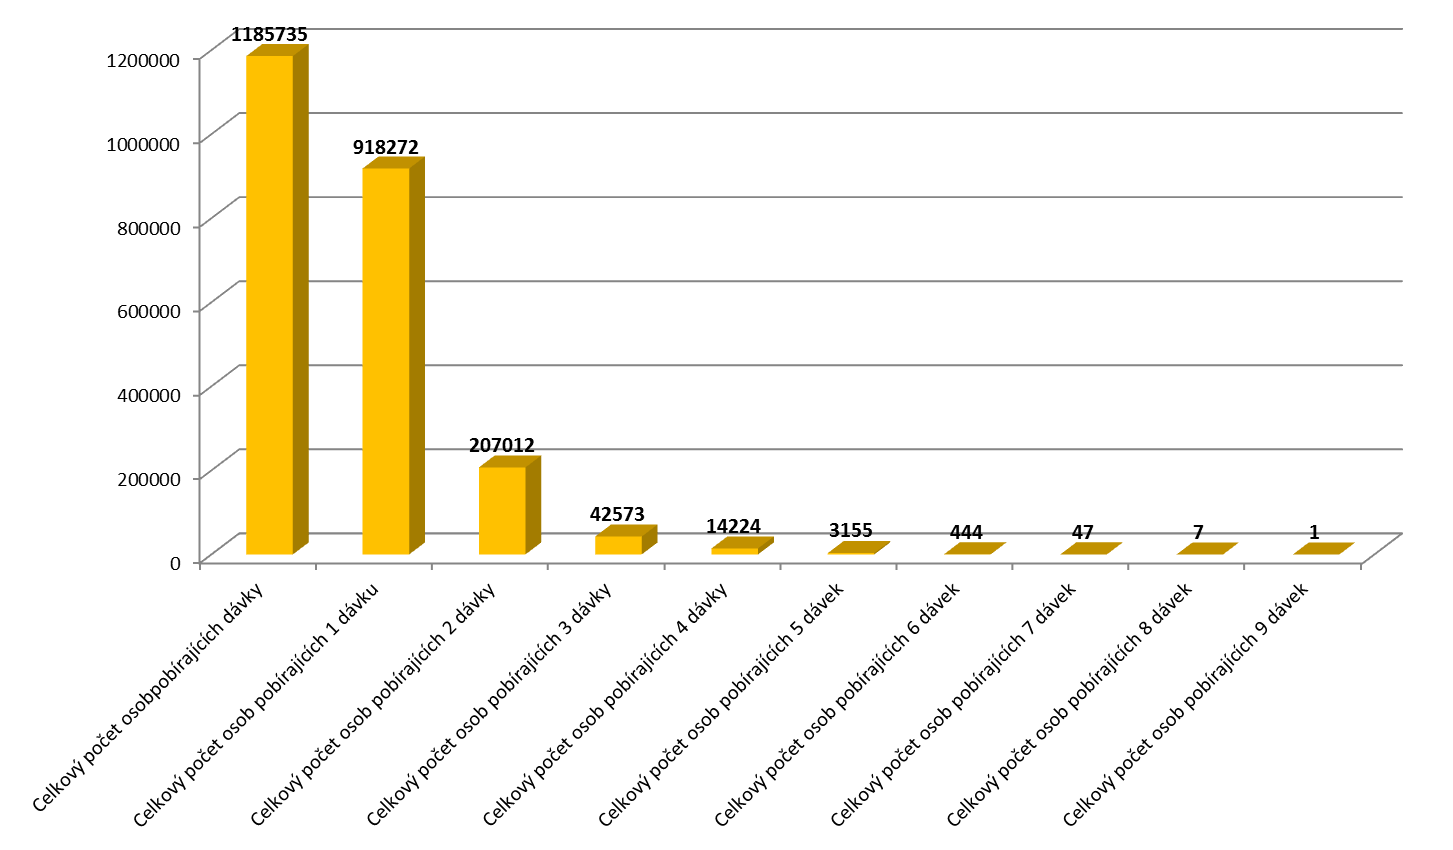 1200000
1000000
800000
600000
400000
200000
0
1185735
918272
207012
42573
14224
3155
444
47
7
1
Celkový počet osobpobírajících dávky
Celkový počet osob pobírajících 1 dávku
Celkový počet osob pobírajících 2 dávky
Celkový počet osob pobírajících 3 dávky
Celkový počet osob pobírajících 4 dávky
Celkový počet osob pobírajících 5 dávek
Celkový počet osob pobírajících 6 dávek
Celkový počet osob pobírajících 7 dávek
Celkový počet osob pobírajících 8 dávek
Celkový počet osob pobírajících 9 dávek